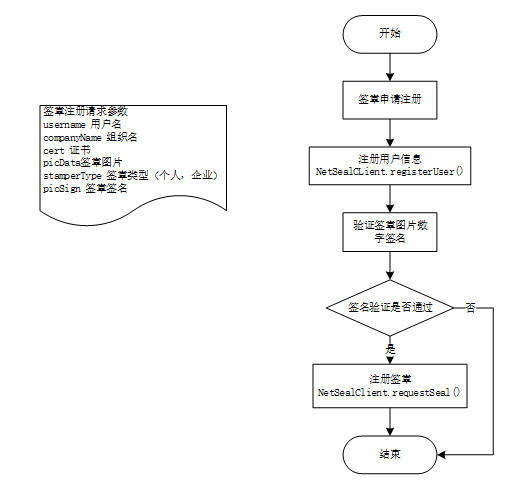 开始
签章申请注册
签章注册请求参数
username 用户名
companyName 组织名
cert 证书
picData签章图片
stamperType 签章类型（个人，企业）
picSign 签章签名
注册用户信息
NetSealCLient.registerUser()
验证签章图片数
字签名
签名验证是否通过
否
是
注册签章
NetSealClient.requestSeal()
结束